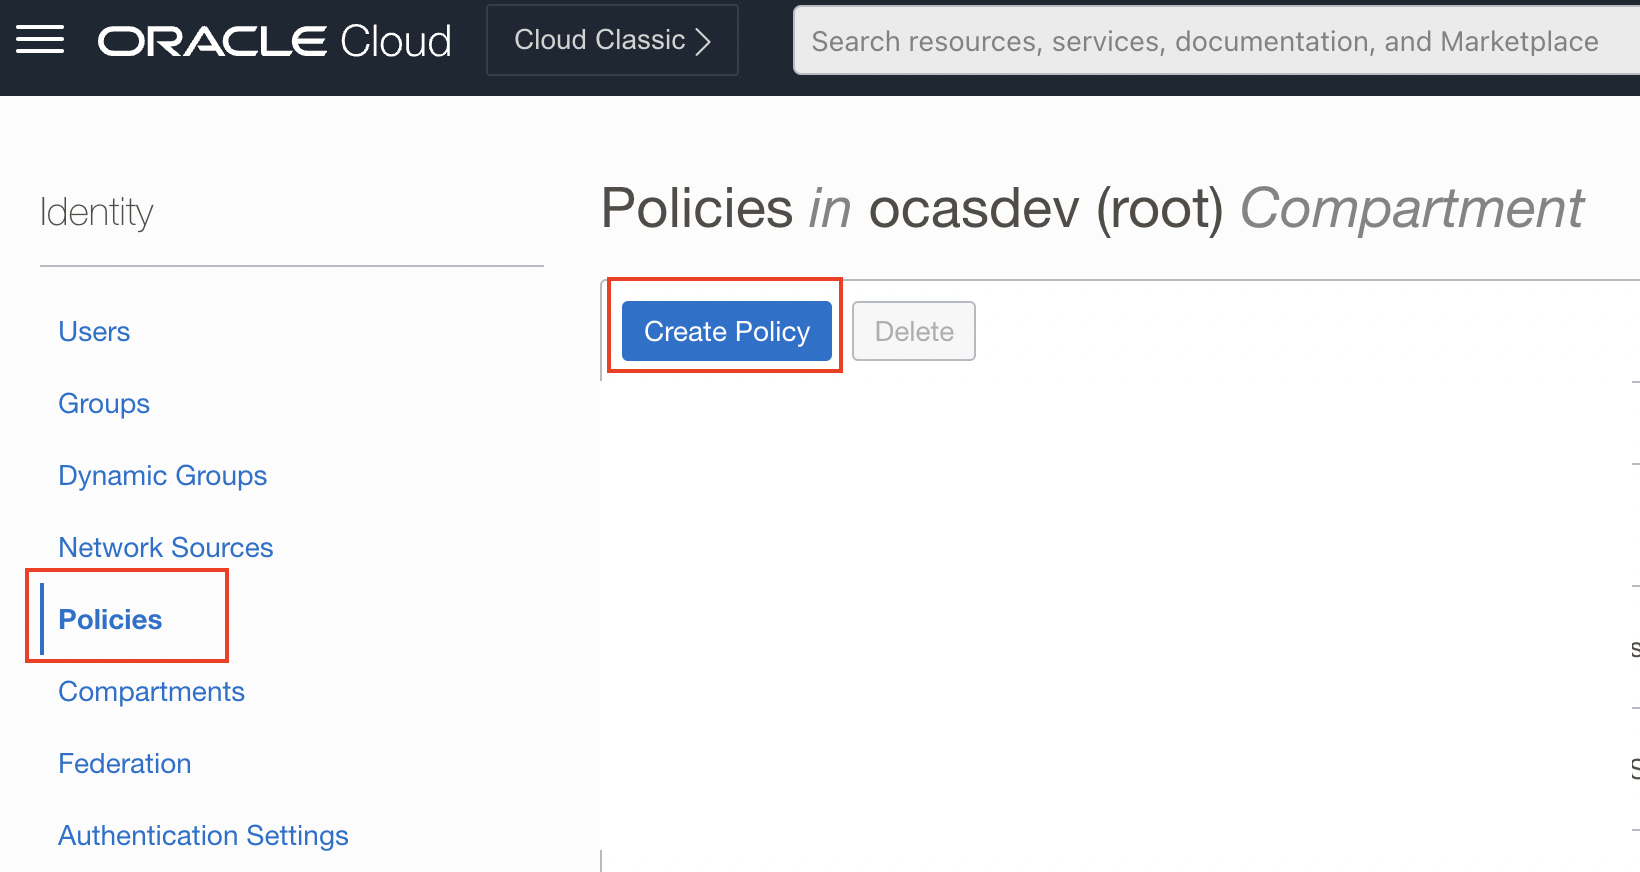 ORACLE Cloud
Cloud Classic
Search resources, services, documentation, and Marketplace
Identity
Users
Groups
Dynamic Groups
Network Sources
Policies
Compartments
Federation
Authentication Settings
Policies in ocasdev (root) Compartment
Create Policy
Delete